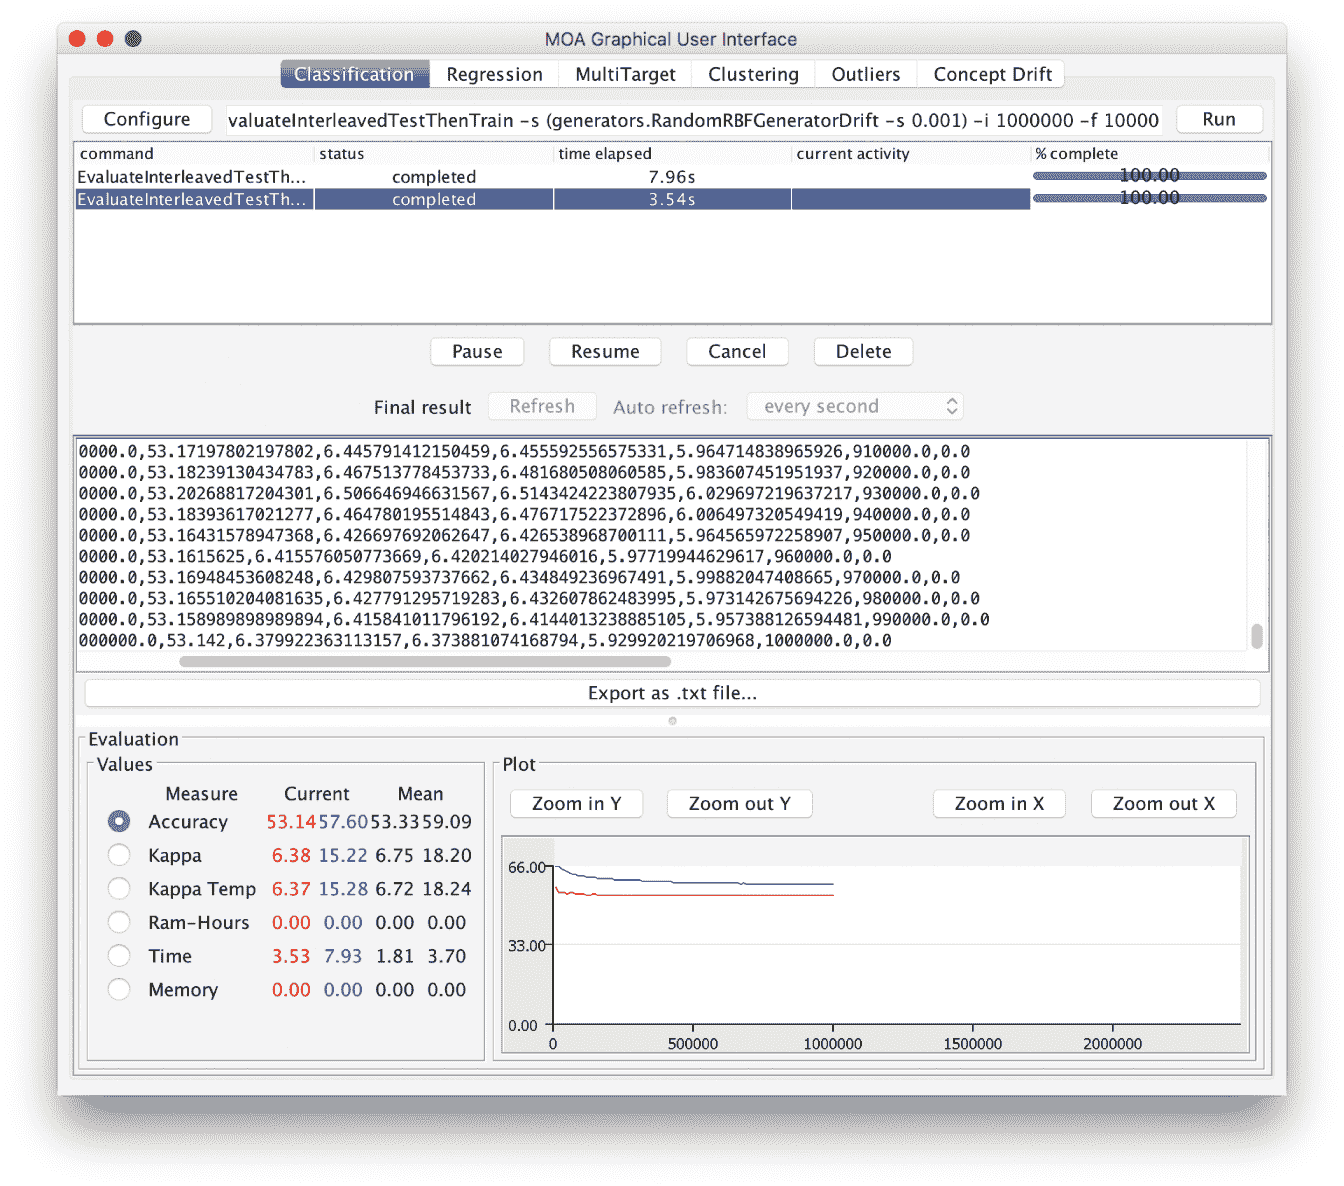 MOA Graphical User Interface
Classification Regression MultiTarget Clustering Outliers Concept Drift
Configure valuateInterleavedTestThenTrain -s (generators.RandomRBFGeneratorDrift -s 0.001) -i 1000000 -f 10000 Run
command status time elapsed current activity % complete
EvaluateInterleavedTestTh... completed 7.96s 100.00
EvaluateInterleavedTestTh... completed 3.54s 100.00
Pause Resume Cancel Delete
Final result Refresh Auto refresh: every second
0000.0,53.17197802197802,6.445791412150459,6.455592556575331,5.964714838965926,910000.0,0.0
0000.0,53.18239130434783,6.467513778453733,6.481680508060585,5.983607451951937,920000.0,0.0
0000.0,53.20268817204301,6.506646946631567,6.5143424223807935,6.029697219637217,930000.0,0.0
0000.0,53.18393617021277,6.464780195514843,6.476717522372896,6.006497320549419,940000.0,0.0
0000.0,53.16431578947368,6.426697692062647,6.426538968700111,5.964565972258907,950000.0,0.0
0000.0,53.1615625,6.415576050773669,6.420214027946016,5.97719944629617,960000.0,0.0
0000.0,53.16948453608248,6.429807593737662,6.434849236967491,5.99882047408665,970000.0,0.0
0000.0,53.165510204081635,6.427791295719283,6.432607862483995,5.973142675694226,980000.0,0.0
0000.0,53.158989898989894,6.415841011796192,6.4144013238885105,5.957388126594481,990000.0,0.0
000000.0,53.142,6.379922363113157,6.373881074168794,5.929920219706968,1000000.0,0.0
Export as .txt file...
Evaluation
Values
Measure Current Mean
Accuracy 53.14 57.60 53.33 59.09
Kappa 6.38 15.22 6.75 18.20
Kappa Temp 6.37 15.28 6.72 18.24
Ram-Hours 0.00 0.00 0.00 0.00
Time 3.53 7.93 1.81 3.70
Memory 0.00 0.00 0.00 0.00
Plot
Zoom in Y Zoom out Y Zoom in X Zoom out X
66.00
33.00
0.00
0 500000 1000000 1500000 2000000